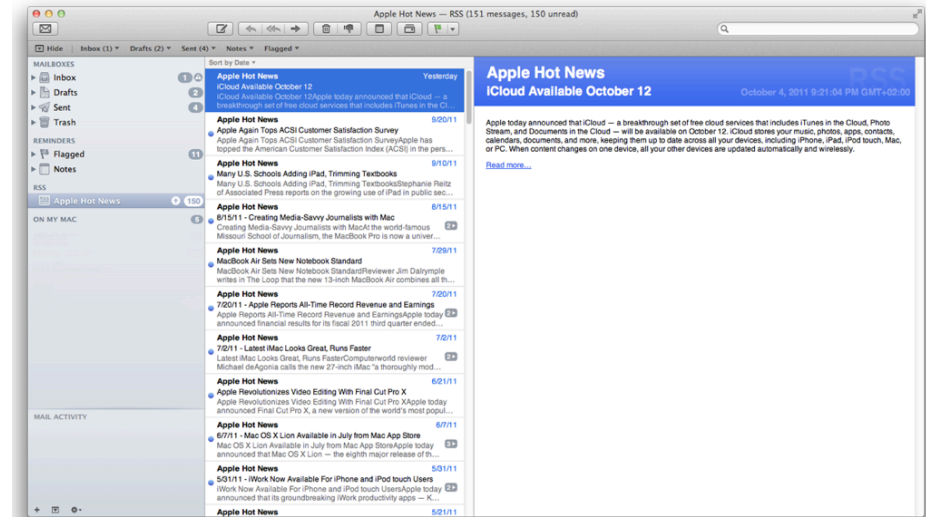 Apple Hot News — RSS (151 messages, 150 unread)
Hide Inbox (1) Drafts (2) Sent (4) Notes Flagged
MAILBOXES
Inbox 1
Drafts 2
Sent 4
Trash
REMINDERS
Flagged 11
Notes
RSS
Apple Hot News 150
ON MY MAC 5
MAIL ACTIVITY
Sort by Date
Apple Hot News Yesterday
iCloud Available October 12
iCloud Available October 12Apple today announced that iCloud — a
breakthrough set of free cloud services that includes iTunes in the Cl...
Apple Hot News 9/20/11
Apple Again Tops ACSI Customer Satisfaction Survey
Apple Again Tops ACSI Customer Satisfaction SurveyApple has
topped the American Customer Satisfaction Index (ACSI) in the pers...
Apple Hot News 9/10/11
Many U.S. Schools Adding iPad, Trimming Textbooks
Many U.S. Schools Adding iPad, Trimming TextbooksStephanie Reitz
of Associated Press reports on the growing use of iPad in public sec...
Apple Hot News 8/15/11
8/15/11 - Creating Media-Savvy Journalists with Mac
Creating Media-Savvy Journalists with MacAt the world-famous
Missouri School of Journalism, the MacBook Pro is now a univer... 2
Apple Hot News 7/29/11
MacBook Air Sets New Notebook Standard
MacBook Air Sets New Notebook StandardReviewer Jim Dalrymple
writes in The Loop that the new 13-inch MacBook Air combines all th...
Apple Hot News 7/20/11
7/20/11 - Apple Reports All-Time Record Revenue and Earnings
Apple Reports All-Time Record Revenue and EarningsApple today
announced financial results for its fiscal 2011 third quarter ended... 2
Apple Hot News 7/2/11
7/2/11 - Latest iMac Looks Great, Runs Faster
Latest iMac Looks Great, Runs FasterComputerworld reviewer
Michael deAgonia calls the new 27-inch iMac "a thoroughly mod... 2
Apple Hot News 6/21/11
Apple Revolutionizes Video Editing With Final Cut Pro X
Apple Revolutionizes Video Editing With Final Cut Pro XApple today
announced Final Cut Pro X, a new version of the world's most popul...
Apple Hot News 6/7/11
6/7/11 - Mac OS X Lion Available in July from Mac App Store
Mac OS X Lion Available in July from Mac App StoreApple today
announced that Mac OS X Lion — the eighth major release of th... 3
Apple Hot News 5/31/11
5/31/11 - iWork Now Available For iPhone and iPod touch Users
iWork Now Available For iPhone and iPod touch UsersApple today
announced that its groundbreaking iWork productivity apps — K... 2
Apple Hot News 5/21/11
Apple Hot News RSS
iCloud Available October 12 October 4, 2011 9:21:04 PM GMT+02:00
Apple today announced that iCloud — a breakthrough set of free cloud services that includes iTunes in the Cloud, Photo
Stream, and Documents in the Cloud — will be available on October 12. iCloud stores your music, photos, apps, contacts,
calendars, documents, and more, keeping them up to date across all your devices, including iPhone, iPad, iPod touch, Mac,
or PC. When content changes on one device, all your other devices are updated automatically and wirelessly.
Read more...